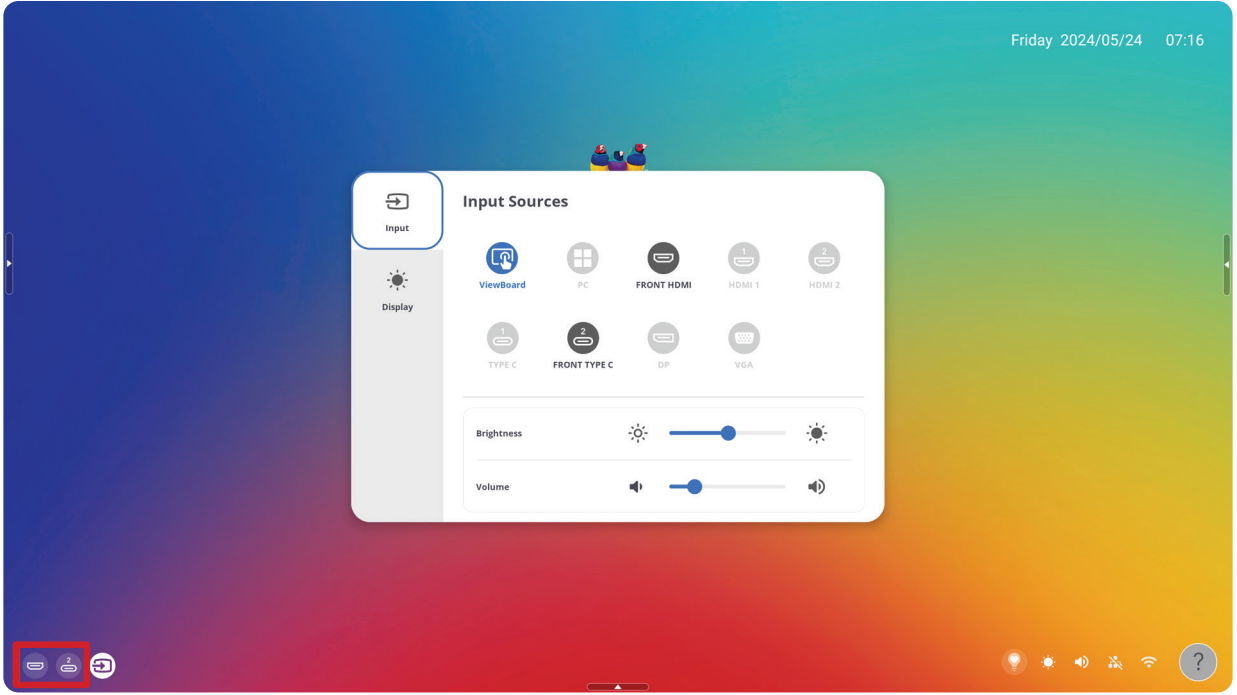 Friday 2024/05/24 07:16
Input
Display
Input Sources
ViewBoard
PC
FRONT HDMI
1
HDMI 1
2
HDMI 2
1
TYPE C
2
FRONT TYPE C
DP
VGA
Brightness
Volume
2
?